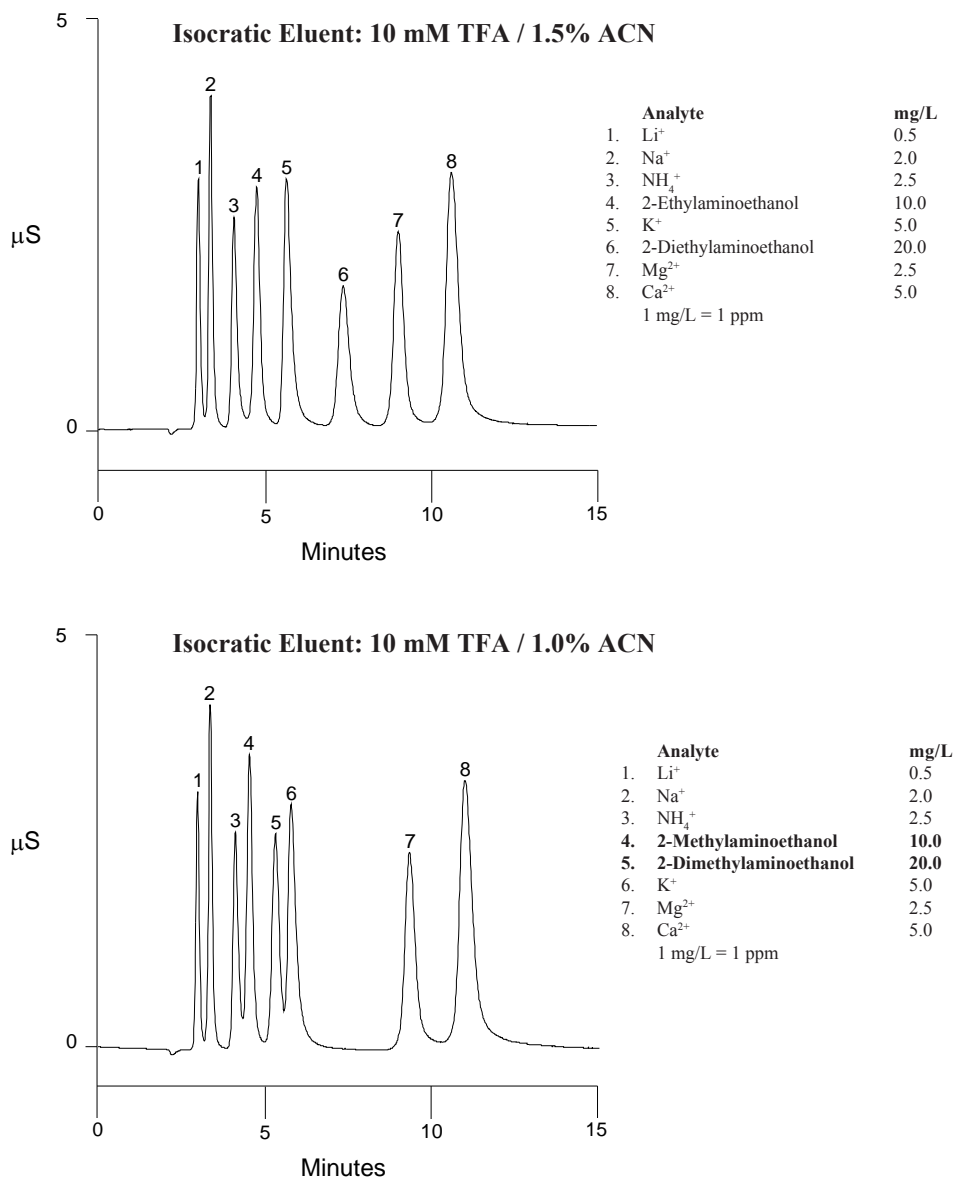 Isocratic Eluent: 10 mM TFA / 1.5% ACN
5
μS
0
1
2
3
4
5
6
7
8
0 5 10 15
Minutes
Analyte mg/L
1. Li⁺ 0.5
2. Na⁺ 2.0
3. NH₄⁺ 2.5
4. 2-Ethylaminoethanol 10.0
5. K⁺ 5.0
6. 2-Diethylaminoethanol 20.0
7. Mg²⁺ 2.5
8. Ca²⁺ 5.0
1 mg/L = 1 ppm
Isocratic Eluent: 10 mM TFA / 1.0% ACN
5
μS
0
1
2
3
4
5
6
7
8
0 5 10 15
Minutes
Analyte mg/L
1. Li⁺ 0.5
2. Na⁺ 2.0
3. NH₄⁺ 2.5
4. 2-Methylaminoethanol 10.0
5. 2-Dimethylaminoethanol 20.0
6. K⁺ 5.0
7. Mg²⁺ 2.5
8. Ca²⁺ 5.0
1 mg/L = 1 ppm